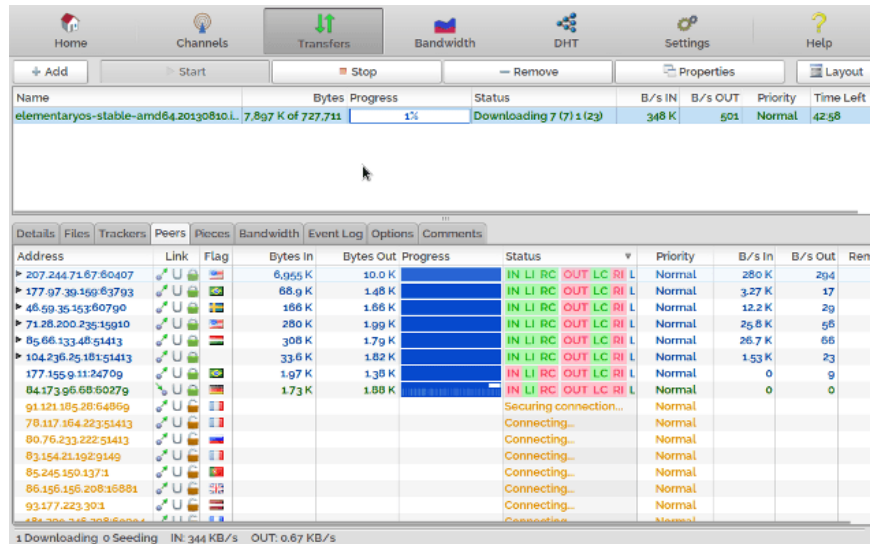 Home Channels Transfers Bandwidth DHT Settings Help
Add Start Stop Remove Properties Layout
Name Bytes Progress Status B/s IN B/s OUT Priority Time Left
elementaryos-stable-amd64.20130810.i... 7,897 K of 727,711 1% Downloading 7 (7) 1 (23) 348 K 501 Normal 42:58
Details Files Trackers Peers Pieces Bandwidth Event Log Options Comments
Address Link Flag Bytes In Bytes Out Progress Status Priority B/s In B/s Out Rem
207.244.71.67:60407 U 6,955 K 10.0 K IN LI RC OUT LC RI L Normal 280 K 294
177.97.39.159:63793 U 68.9 K 1.48 K IN LI RC OUT LC RI L Normal 3.27 K 17
46.59.35.153:60790 U 166 K 1.66 K IN LI RC OUT LC RI L Normal 12.2 K 29
71.28.200.235:15910 U 280 K 1.99 K IN LI RC OUT LC RI L Normal 25.8 K 56
85.66.133.48:51413 U 308 K 1.79 K IN LI RC OUT LC RI L Normal 26.7 K 66
104.236.25.181:51413 U 33.6 K 1.82 K IN LI RC OUT LC RI L Normal 1.53 K 23
177.155.9.11:24709 U 1.97 K 1.38 K IN LI RC OUT LC RI L Normal 0 9
84.173.96.68:60279 U 1.73 K 1.88 K IN LI RC OUT LC RI L Normal 0 0
91.121.185.28:64869 U Securing connection... Normal
78.117.164.223:51413 U Connecting... Normal
80.76.233.222:51413 U Connecting... Normal
83.154.21.192:9149 U Connecting... Normal
85.245.150.137:1 U Connecting... Normal
86.156.156.208:16881 U Connecting... Normal
93.177.223.30:1 U Connecting... Normal
1 Downloading 0 Seeding IN: 344 KB/s OUT: 0.67 KB/s